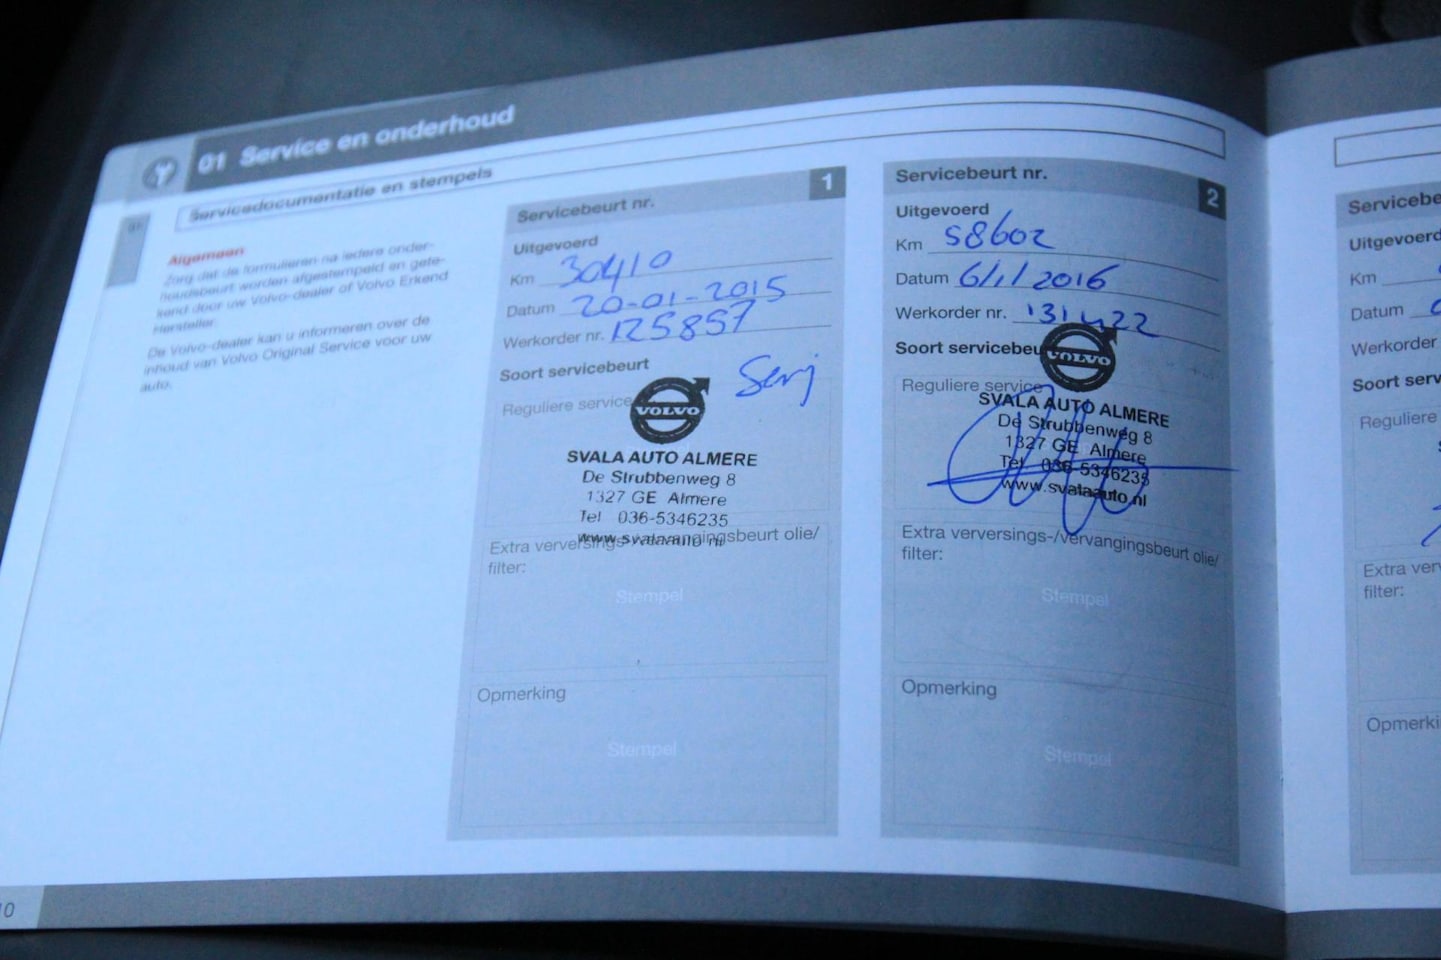 01 Service en onderhoud
Servicedocumentatie en stempels
01
Algemeen
Zorg dat de formulieren na iedere onder-
houdsbeurt worden afgestempeld en gete-
kend door uw Volvo-dealer of Volvo Erkend
Hersteller.
De Volvo-dealer kan u informeren over de
inhoud van Volvo Original Service voor uw
auto.
Servicebeurt nr. 1
Uitgevoerd
Km 30410
Datum 20-01-2015
Werkorder nr. 125857
Soort servicebeurt
Reguliere service
VOLVO
SVALA AUTO ALMERE
De Strubbenweg 8
1327 GE Almere
Tel 036-5346235
www.svalaauto.nl
Extra verversings-/vervangingsbeurt olie/
filter:
Stempel
Opmerking
Stempel
Servicebeurt nr. 2
Uitgevoerd
Km 58602
Datum 6/1/2016
Werkorder nr. 131422
Soort servicebeu
Reguliere service
VOLVO
SVALA AUTO ALMERE
De Strubbenweg 8
1327 GE Almere
Tel 036-5346235
www.svalaauto.nl
Extra verversings-/vervangingsbeurt olie/
filter:
Stempel
Opmerking
Stempel
Servicebe
Uitgevoerd
Km
Datum
Werkorder
Soort serv
Reguliere
Extra verv
filter:
Opmerki
10